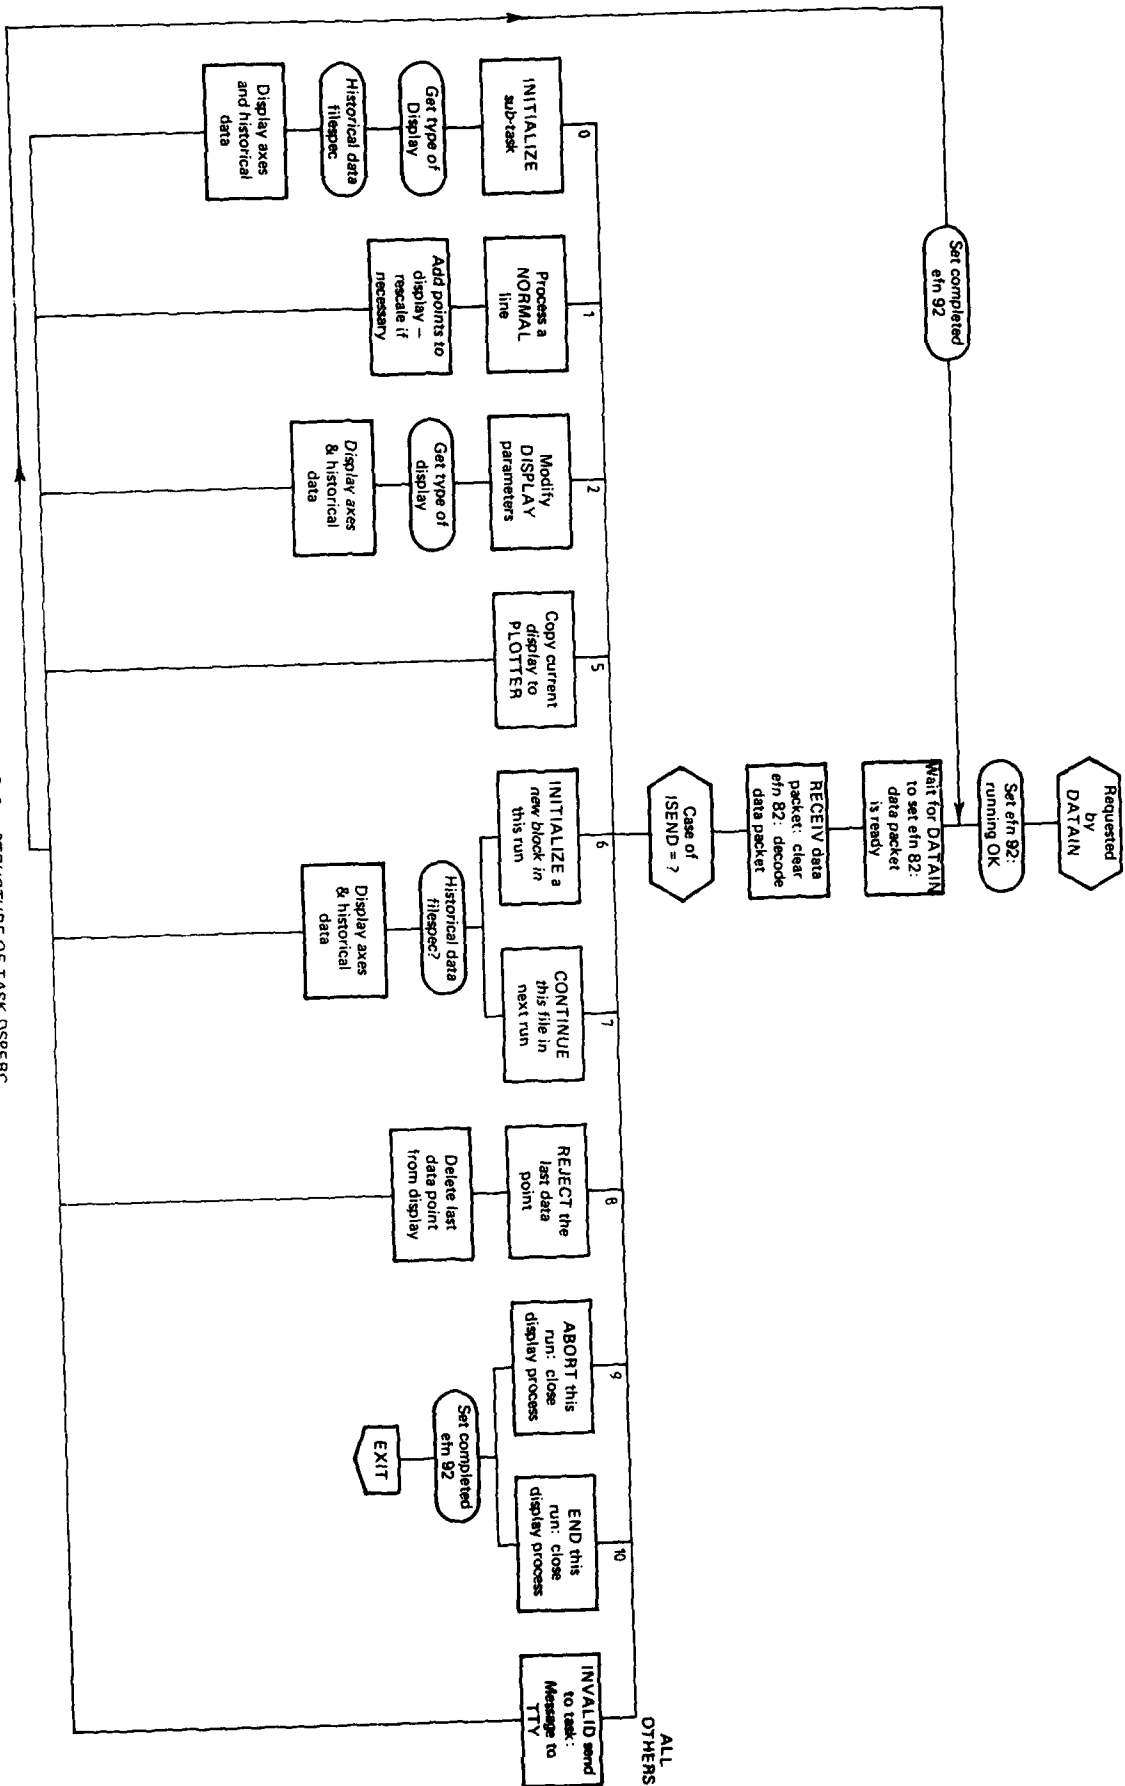 Requested
by
DATAIN
Set efn 92:
running OK
Wait for DATAIN
to set efn 82:
data packet
is ready
RECEIV data
packet: clear
efn 82: decode
data packet
Case of
ISEND = ?
Set completed
efn 92
0
INITIALIZE
sub-task
Get type of
Display
Historical data
filespec
Display axes
and historical
data
1
Process a
NORMAL
line
Add points to
display –
rescale if
necessary
2
Modify
DISPLAY
parameters
Get type of
display
Display axes
& historical
data
5
Copy current
display to
PLOTTER
6
INITIALIZE a
new block in
this run
7
CONTINUE
this file in
next run
Historical data
filespec?
Display axes
& historical
data
8
REJECT the
last data
point
Delete last
data point
from display
9
ABORT this
run: close
display process
10
END this
run: close
display process
Set completed
efn 92
EXIT
ALL
OTHERS
INVALID send
to task:
Message to
TTY
OF TASK